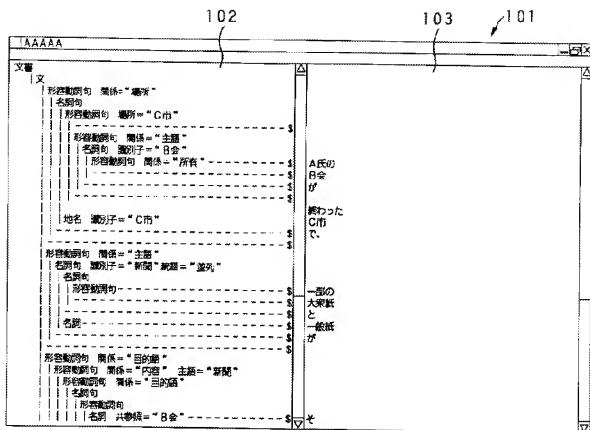 102
103
101
AAAAA
文書
文
形容動詞句 関係="場所"
名詞句
形容動詞句 場所="C市"
$
形容動詞句 関係="主語"
名詞句 識別子="B会"
形容動詞句 関係="所有" $ A氏の
$ B会
$ が
$
終わった
地名 識別子="C市" C市
$ で、
$
形容動詞句 関係="主語"
名詞句 識別子="新聞" 統語="並列"
名詞句
形容動詞句 $ 一部の
$ 大衆紙
$ と
名詞 $ 一般紙
$ が
$
形容動詞句 関係="目的語"
形容動詞句 関係="内容" 主語="新聞"
形容動詞句 関係="目的語"
名詞句
形容動詞句
名詞 共参照="B会" $ そ